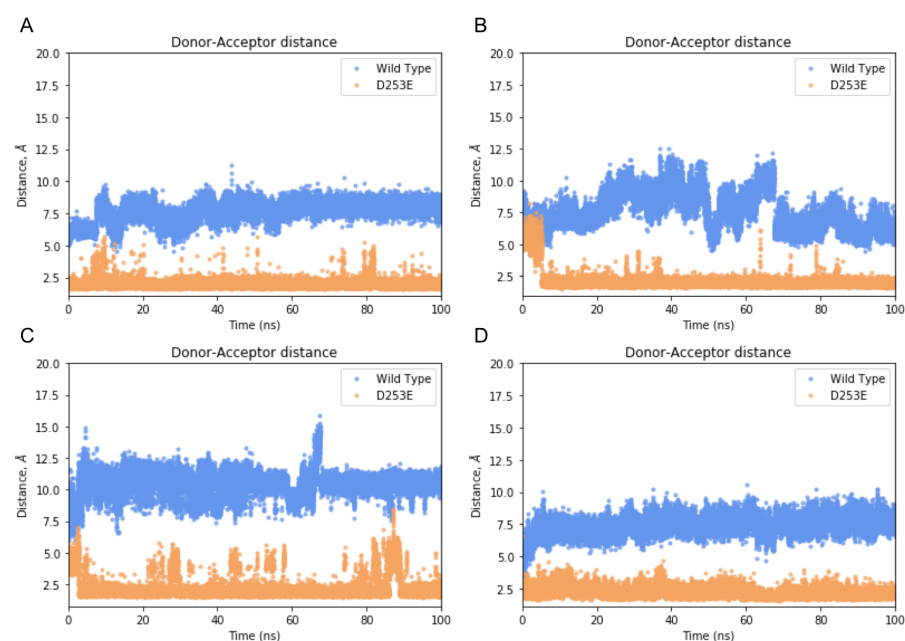 A
Donor-Acceptor distance
Wild Type
D253E
20.0
17.5
15.0
12.5
10.0
7.5
5.0
2.5
Distance, Å
0 20 40 60 80 100
Time (ns)
B
Donor-Acceptor distance
Wild Type
D253E
20.0
17.5
15.0
12.5
10.0
7.5
5.0
2.5
Distance, Å
0 20 40 60 80 100
Time (ns)
C
Donor-Acceptor distance
Wild Type
D253E
20.0
17.5
15.0
12.5
10.0
7.5
5.0
2.5
Distance, Å
0 20 40 60 80 100
Time (ns)
D
Donor-Acceptor distance
Wild Type
D253E
20.0
17.5
15.0
12.5
10.0
7.5
5.0
2.5
Distance, Å
0 20 40 60 80 100
Time (ns)